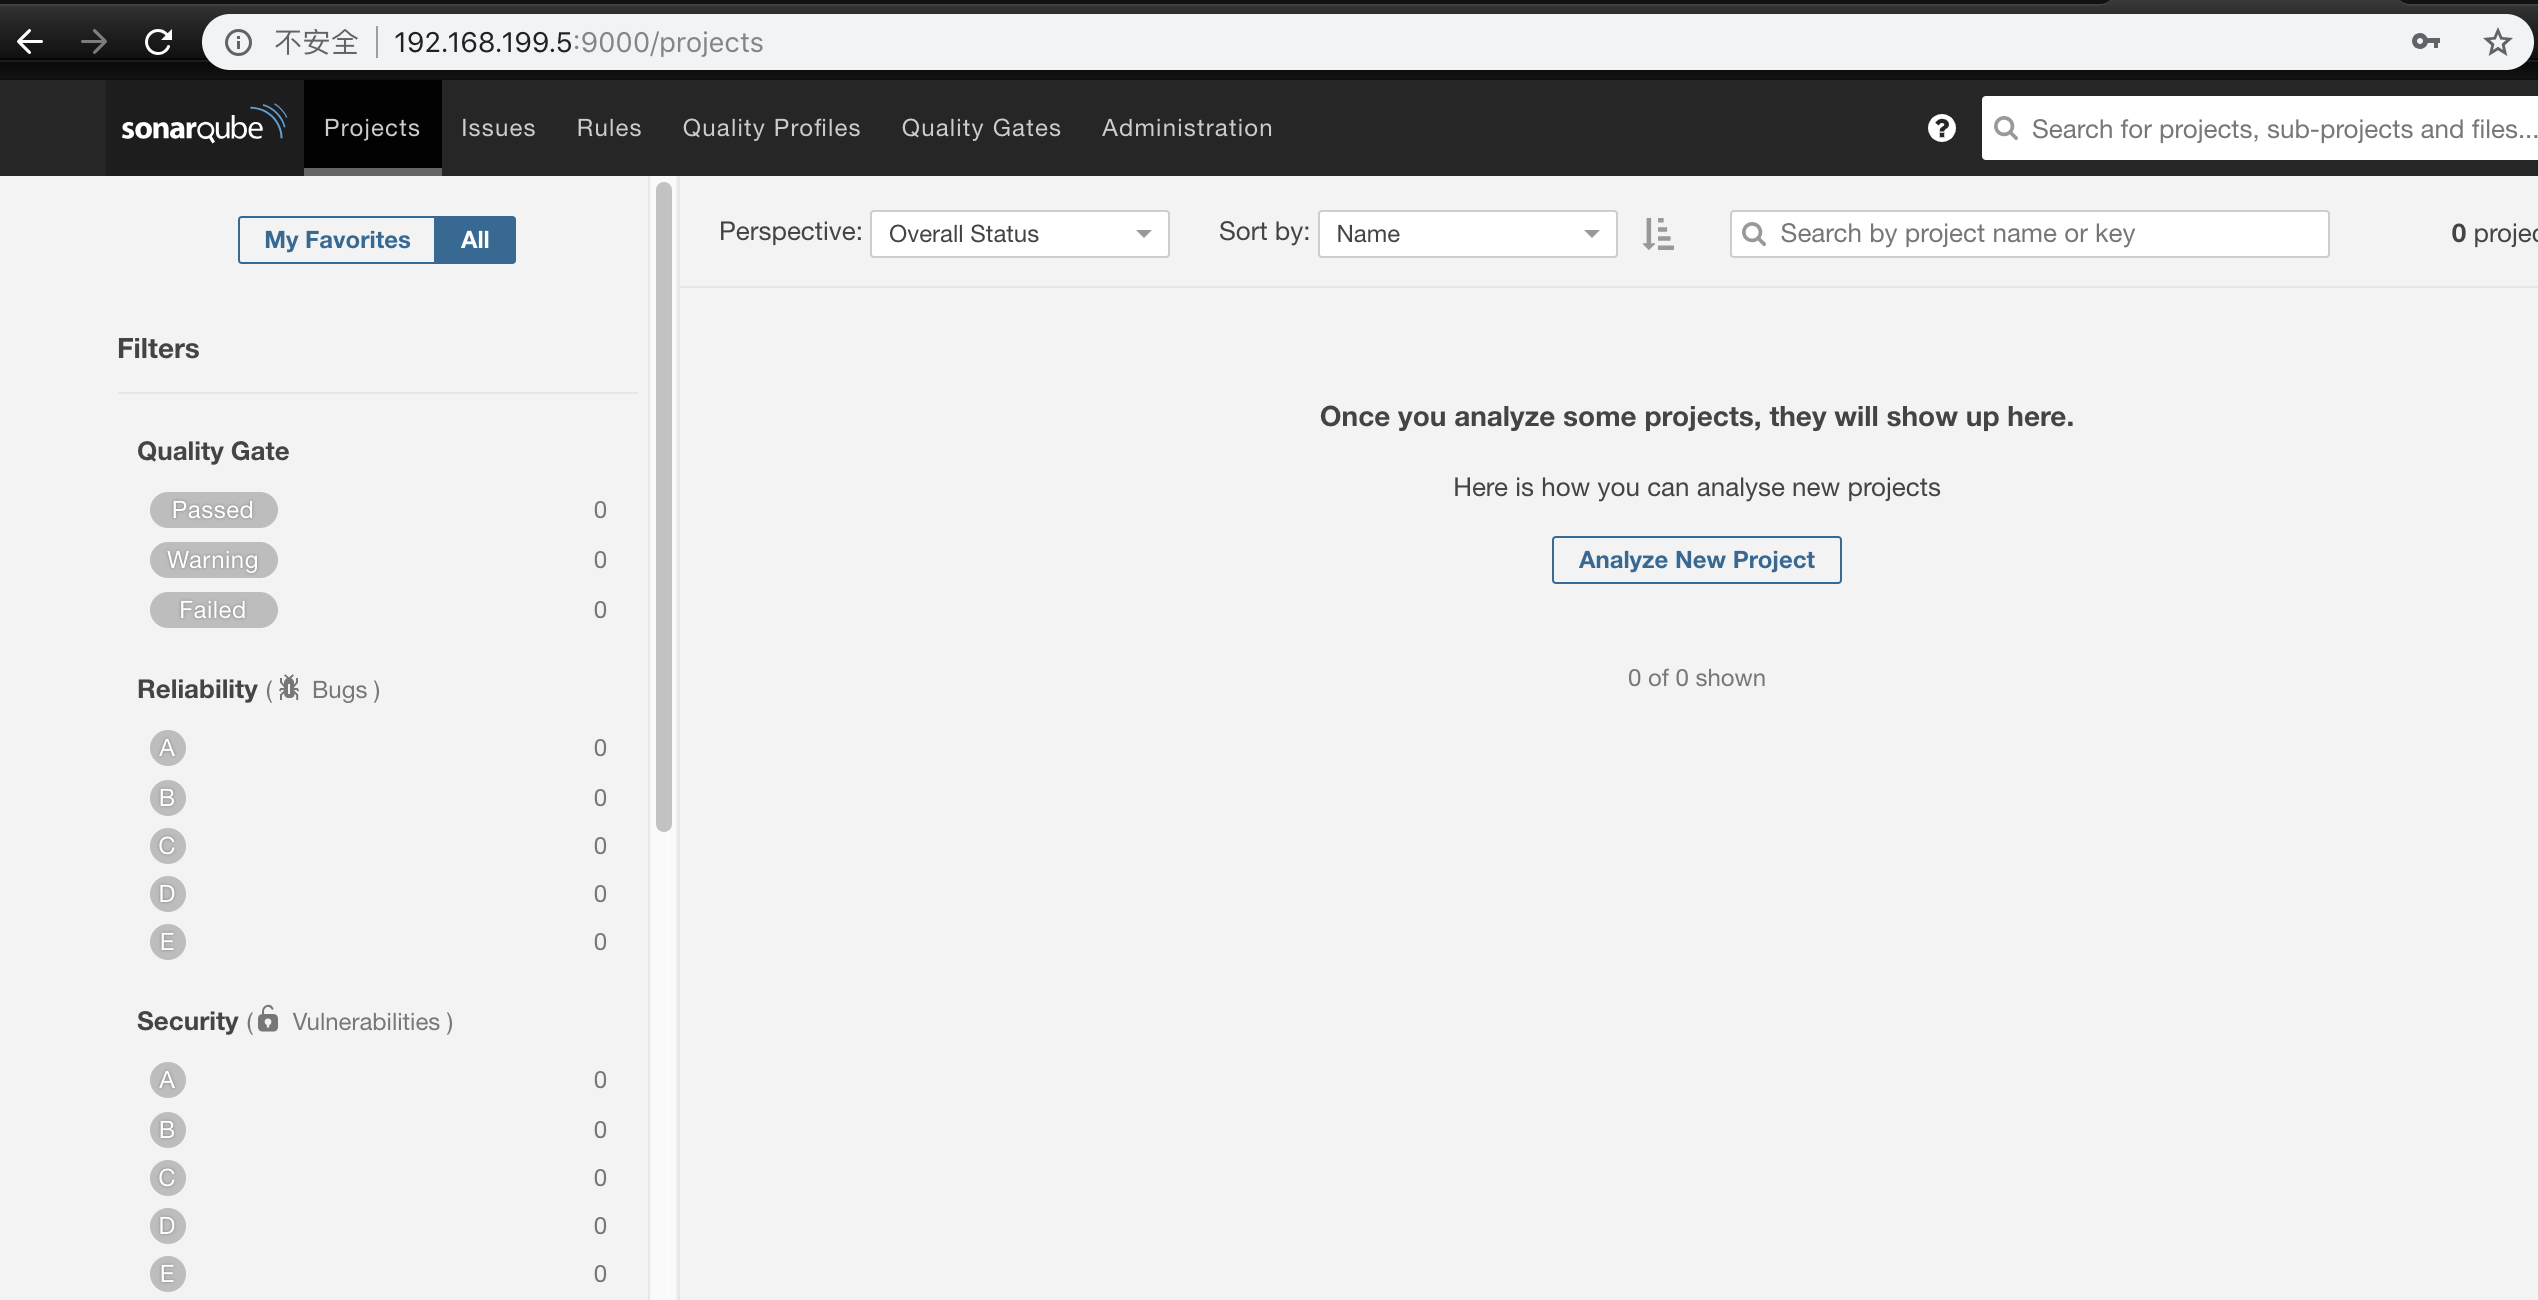 不安全 192.168.199.5:9000/projects
sonarqube Projects Issues Rules Quality Profiles Quality Gates Administration ? Search for projects, sub-projects and files...
My Favorites All
Perspective: Overall Status Sort by: Name Search by project name or key 0 projec
Filters
Quality Gate
Passed 0
Warning 0
Failed 0
Reliability ( Bugs )
A 0
B 0
C 0
D 0
E 0
Security ( Vulnerabilities )
A 0
B 0
C 0
D 0
E 0
Once you analyze some projects, they will show up here.
Here is how you can analyse new projects
Analyze New Project
0 of 0 shown